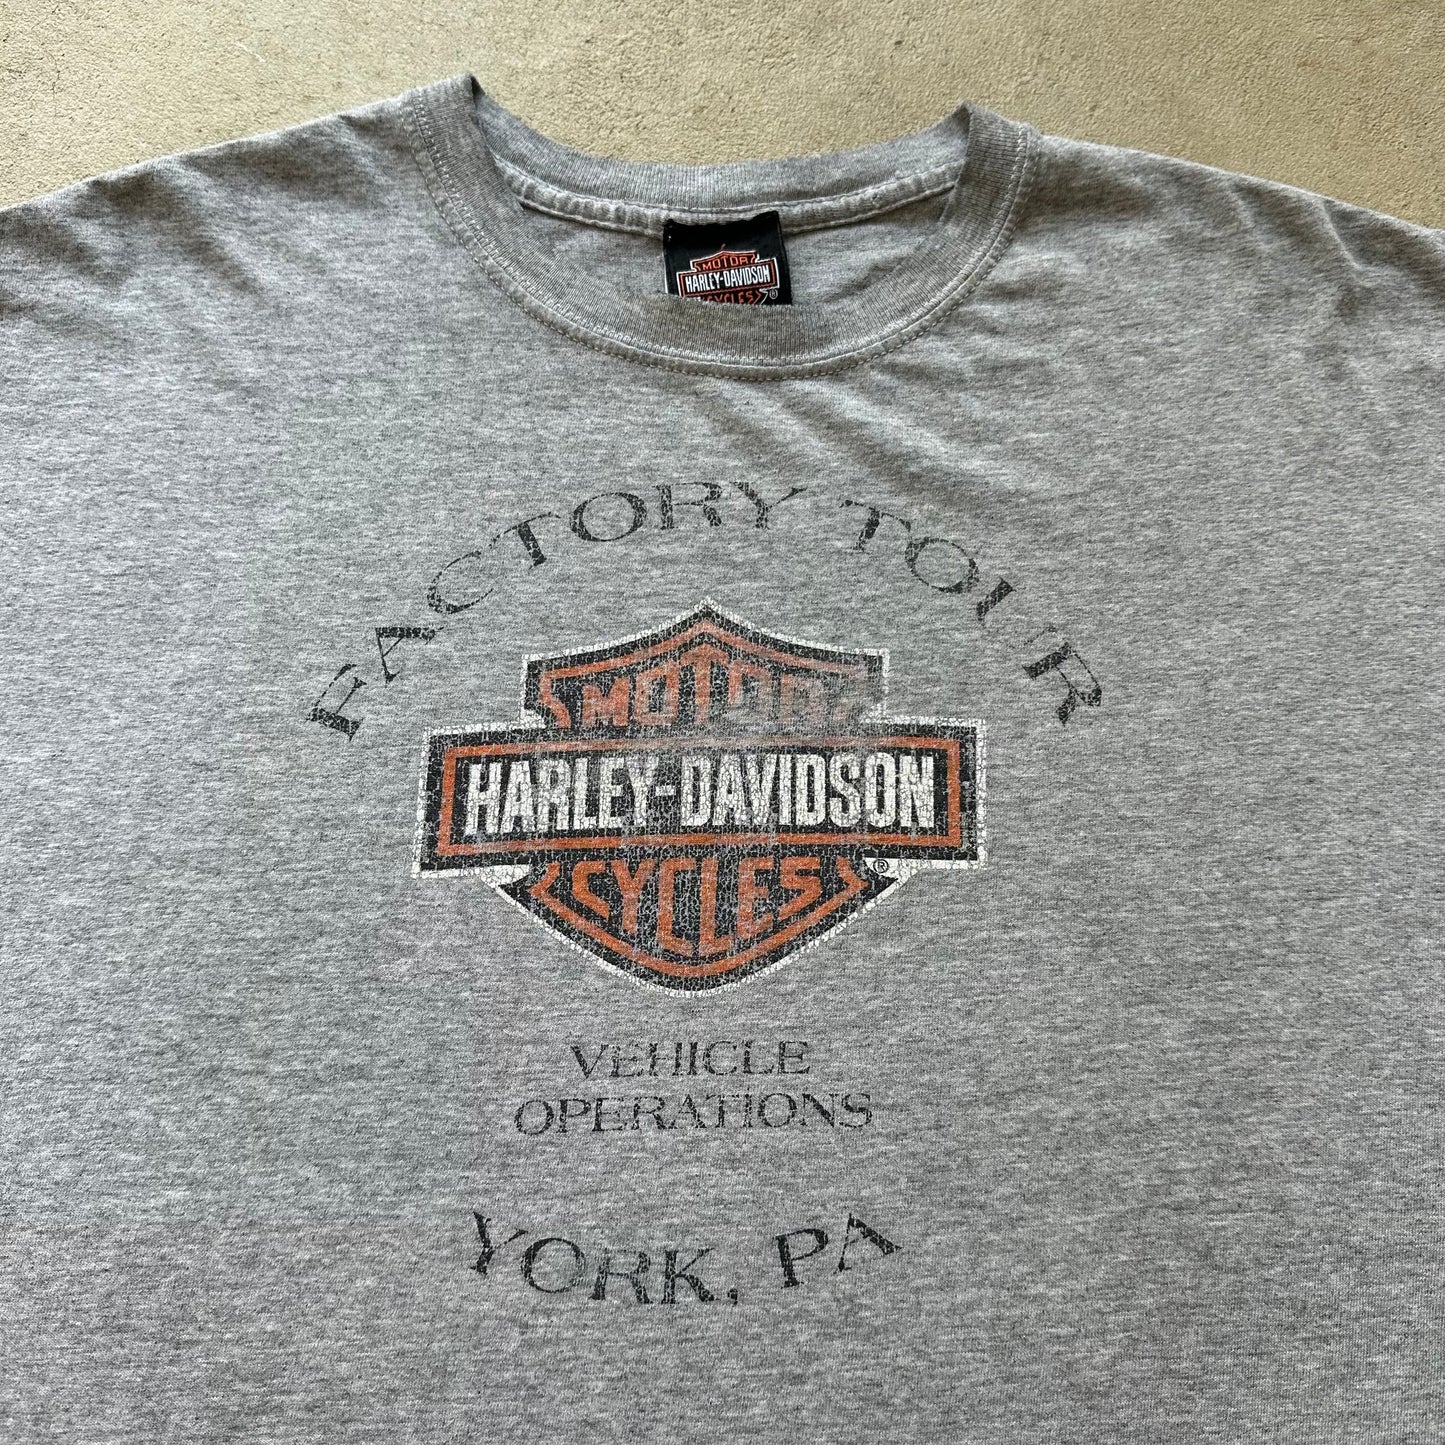 MOTOR
HARLEY-DAVIDSON
CYCLES
®
FACTORY TOUR
MOTOR
HARLEY-DAVIDSON
CYCLES ®
VEHICLE
OPERATIONS
YORK, PA